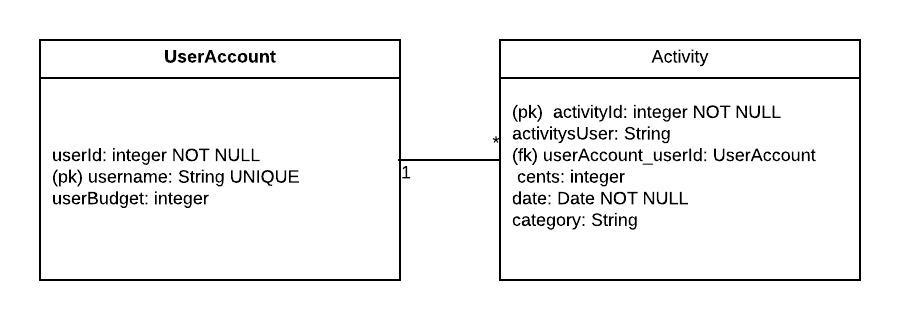 UserAccount
userId: integer NOT NULL
(pk) username: String UNIQUE
userBudget: integer
1
*
Activity
(pk)  activityId: integer NOT NULL
activitysUser: String
(fk) userAccount_userId: UserAccount
cents: integer
date: Date NOT NULL
category: String